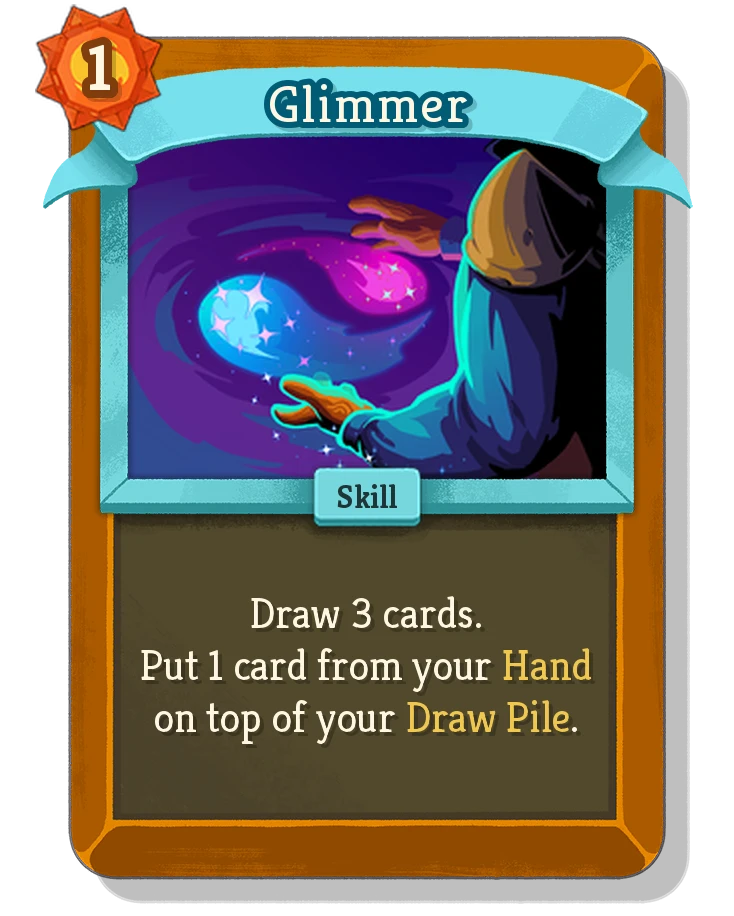 1
Glimmer
Skill
Draw 3 cards.
Put 1 card from your Hand
on top of your Draw Pile.